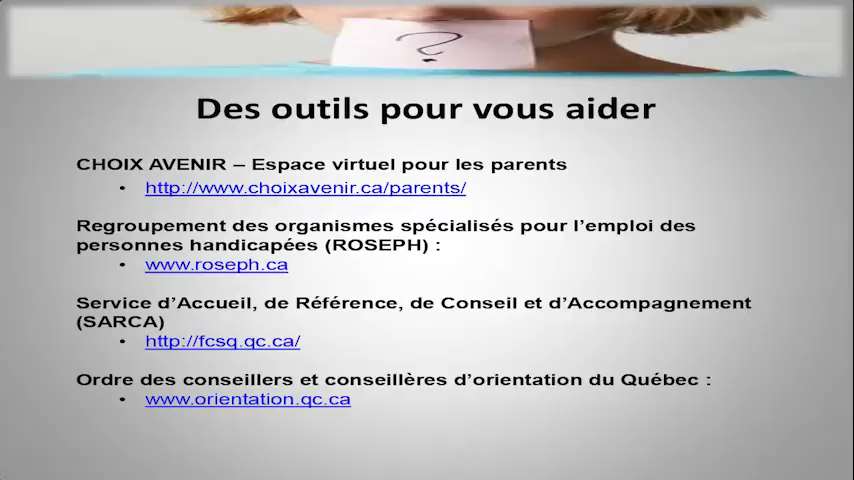 ?
Des outils pour vous aider
CHOIX AVENIR – Espace virtuel pour les parents
• http://www.choixavenir.ca/parents/
Regroupement des organismes spécialisés pour l'emploi des
personnes handicapées (ROSEPH) :
• www.roseph.ca
Service d'Accueil, de Référence, de Conseil et d'Accompagnement
(SARCA)
• http://fcsq.qc.ca/
Ordre des conseillers et conseillères d'orientation du Québec :
• www.orientation.qc.ca